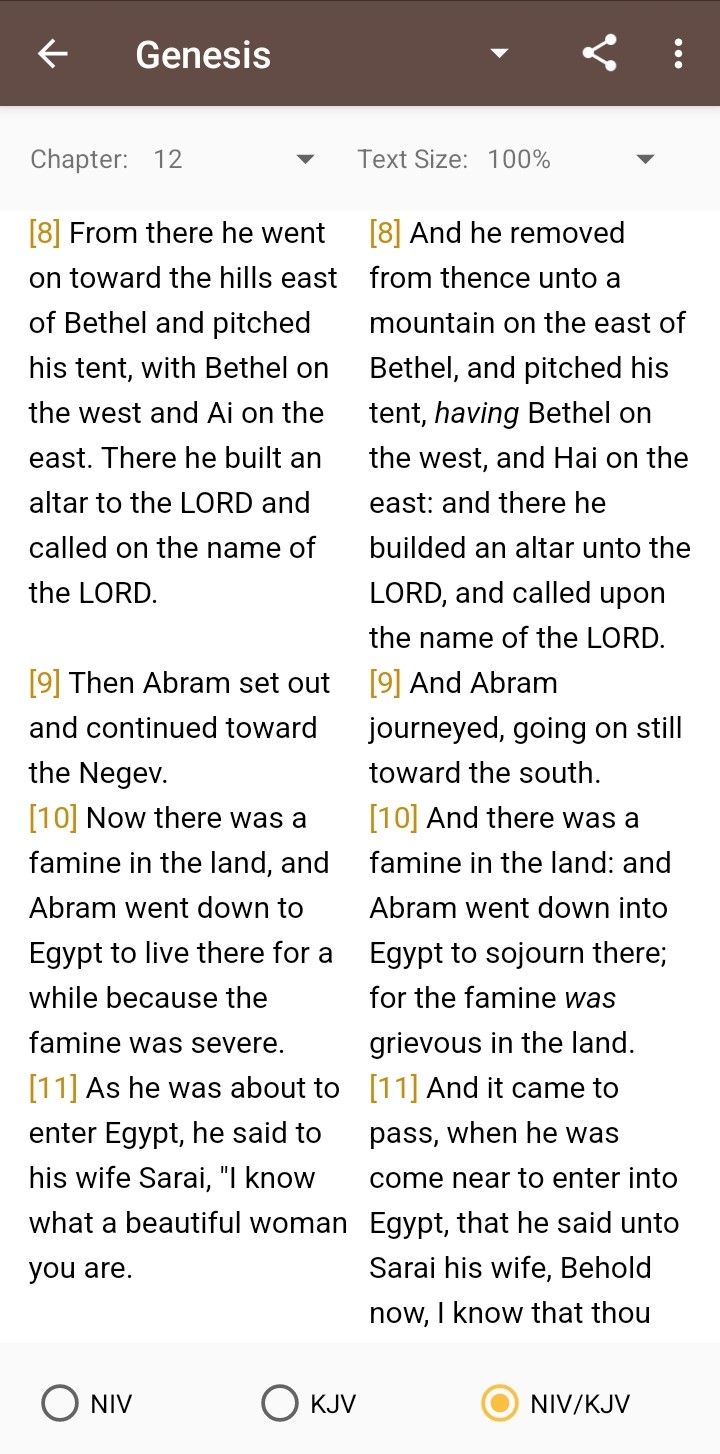 Genesis
Chapter: 12
Text Size: 100%
[8] From there he went
on toward the hills east
of Bethel and pitched
his tent, with Bethel on
the west and Ai on the
east. There he built an
altar to the LORD and
called on the name of
the LORD.
[8] And he removed
from thence unto a
mountain on the east of
Bethel, and pitched his
tent, having Bethel on
the west, and Hai on the
east: and there he
builded an altar unto the
LORD, and called upon
the name of the LORD.
[9] Then Abram set out
and continued toward
the Negev.
[9] And Abram
journeyed, going on still
toward the south.
[10] Now there was a
famine in the land, and
Abram went down to
Egypt to live there for a
while because the
famine was severe.
[10] And there was a
famine in the land: and
Abram went down into
Egypt to sojourn there;
for the famine was
grievous in the land.
[11] As he was about to
enter Egypt, he said to
his wife Sarai, "I know
what a beautiful woman
you are.
[11] And it came to
pass, when he was
come near to enter into
Egypt, that he said unto
Sarai his wife, Behold
now, I know that thou
NIV
KJV
NIV/KJV